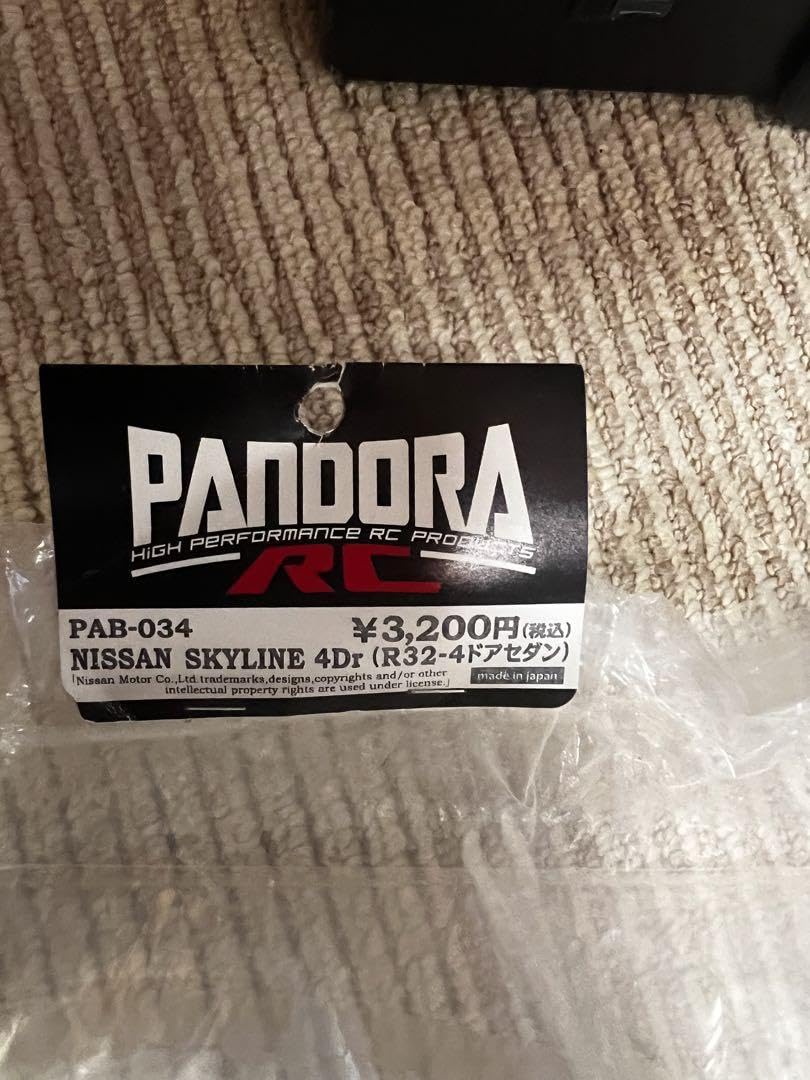 PANDORA
HIGH PERFORMANCE RC PRODUCTS
RC
PAB-034 ¥3,200円(税込)
NISSAN SKYLINE 4Dr (R32-4ドアセダン)
「Nissan Motor Co.,Ltd trademarks,designs,copyrights and/or other
intellectual property rights are used under license.」
made in japan